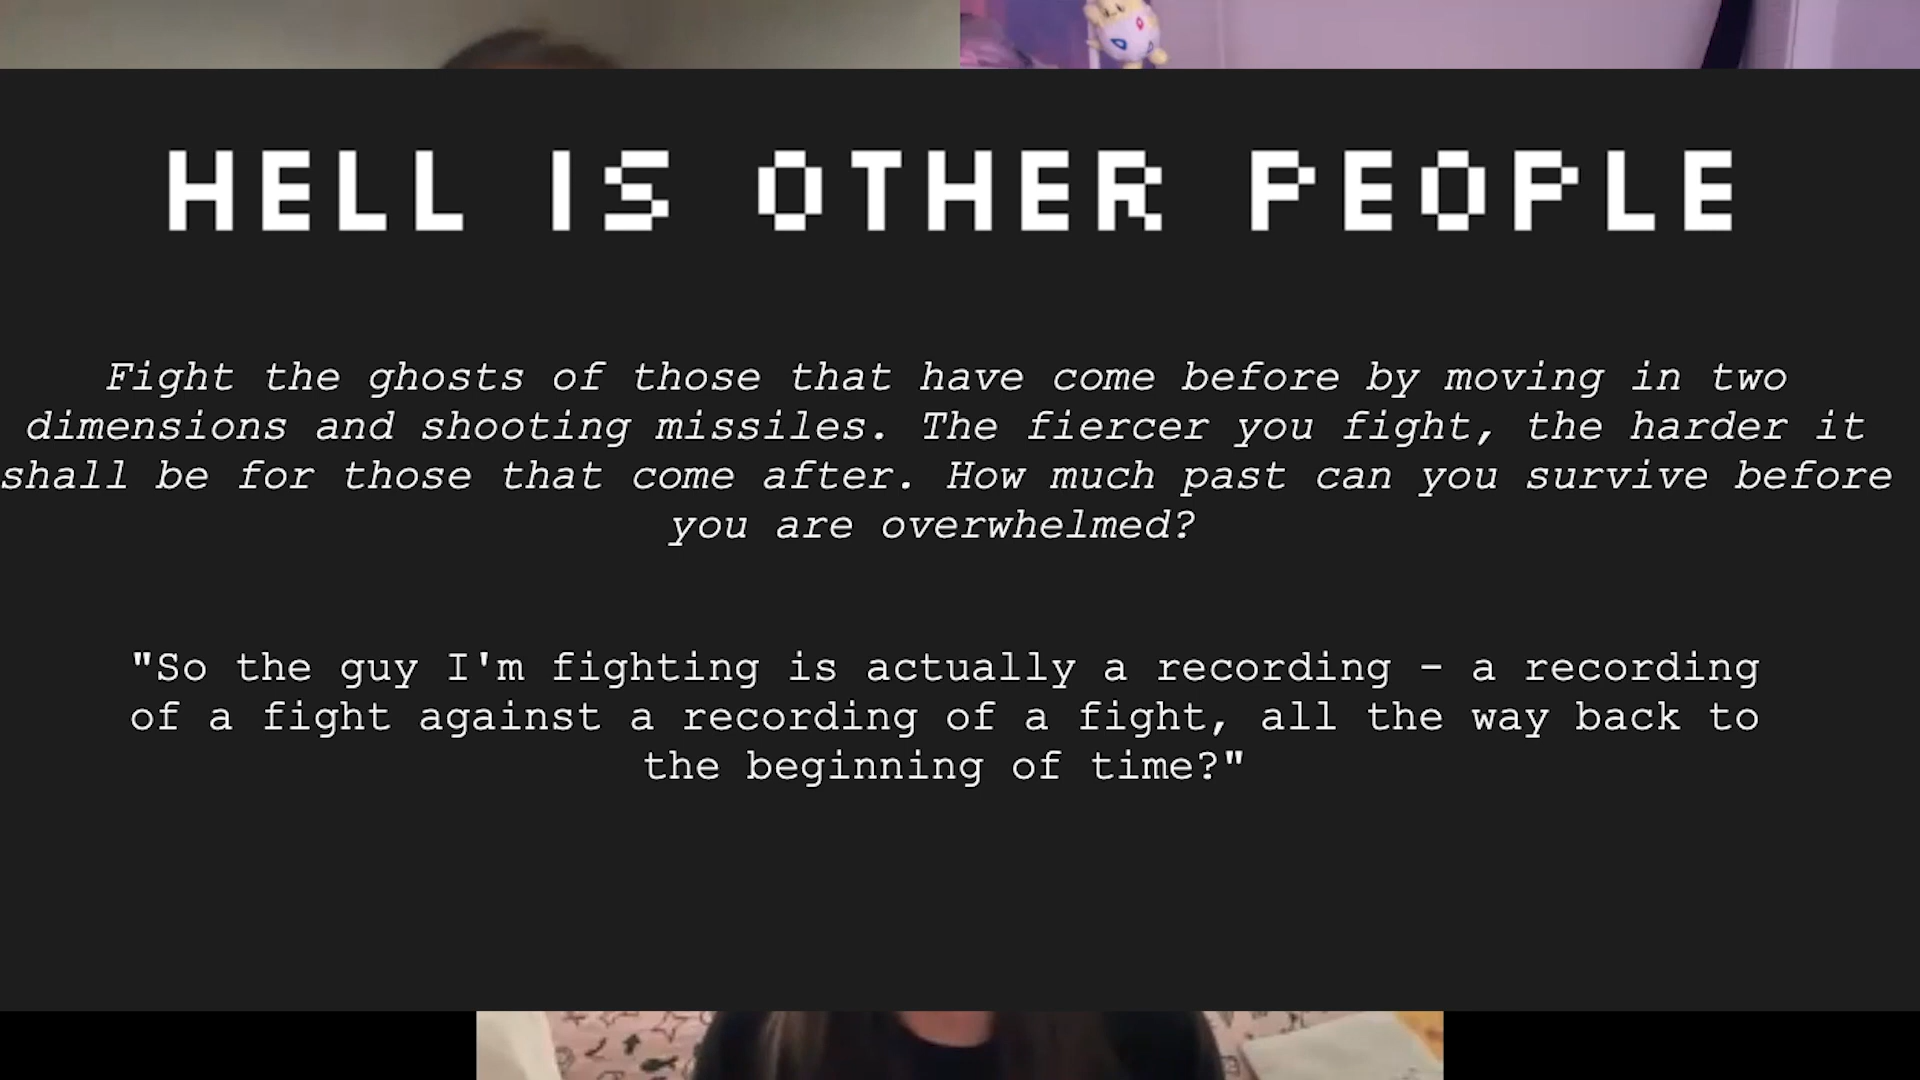 HELL IS OTHER PEOPLE
Fight the ghosts of those that have come before by moving in two
dimensions and shooting missiles. The fiercer you fight, the harder it
shall be for those that come after. How much past can you survive before
you are overwhelmed?
"So the guy I'm fighting is actually a recording - a recording
of a fight against a recording of a fight, all the way back to
the beginning of time?"